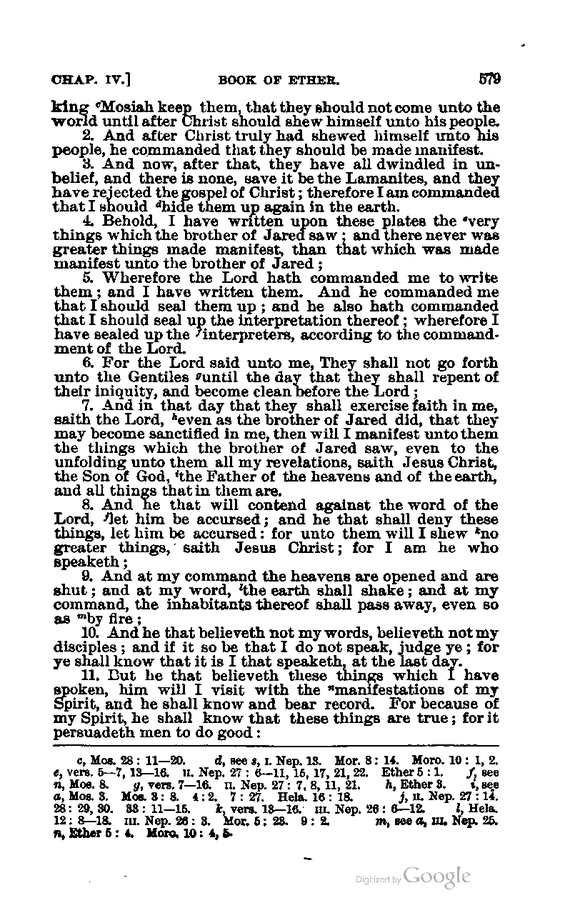 CHAP. IV.] BOOK OF ETHER. 579
king ᶜMosiah keep them, that they should not come unto the
world until after Christ should shew himself unto his people.
2. And after Christ truly had shewed himself unto his
people, he commanded that they should be made manifest.
3. And now, after that, they have all dwindled in un-
belief, and there is none, save it be the Lamanites, and they
have rejected the gospel of Christ; therefore I am commanded
that I should ᵈhide them up again in the earth.
4. Behold, I have written upon these plates the ᵉvery
things which the brother of Jared saw; and there never was
greater things made manifest, than that which was made
manifest unto the brother of Jared;
5. Wherefore the Lord hath commanded me to write
them; and I have written them. And he commanded me
that I should seal them up; and he also hath commanded
that I should seal up the interpretation thereof; wherefore I
have sealed up the ᶠinterpreters, according to the command-
ment of the Lord.
6. For the Lord said unto me, They shall not go forth
unto the Gentiles ᵍuntil the day that they shall repent of
their iniquity, and become clean before the Lord;
7. And in that day that they shall exercise faith in me,
saith the Lord, ʰeven as the brother of Jared did, that they
may become sanctified in me, then will I manifest unto them
the things which the brother of Jared saw, even to the
unfolding unto them all my revelations, saith Jesus Christ,
the Son of God, ⁱthe Father of the heavens and of the earth,
and all things that in them are.
8. And he that will contend against the word of the
Lord, ʲlet him be accursed; and he that shall deny these
things, let him be accursed: for unto them will I shew ᵏno
greater things, saith Jesus Christ; for I am he who
speaketh;
9. And at my command the heavens are opened and are
shut; and at my word, ˡthe earth shall shake; and at my
command, the inhabitants thereof shall pass away, even so
as ᵐby fire;
10. And he that believeth not my words, believeth not my
disciples; and if it so be that I do not speak, judge ye; for
ye shall know that it is I that speaketh, at the last day.
11. But he that believeth these things which I have
spoken, him will I visit with the ⁿmanifestations of my
Spirit, and he shall know and bear record. For because of
my Spirit, he shall know that these things are true; for it
persuadeth men to do good:
c, Mos. 28: 11—20. d, see s, I. Nep. 13. Mor. 8: 14. Moro. 10: 1, 2.
e, vers. 5—7, 13—16. II. Nep. 27: 6—11, 15, 17, 21, 22. Ether 5: 1. f, see
n, Mos. 8. g, vers. 7—16. II. Nep. 27: 7, 8, 11, 21. h, Ether 3. i, see
a, Mos. 3. Mos. 3: 8. 4: 2. 7: 27. Hela. 16: 18. j, II. Nep. 27: 14.
28: 29, 30. 33: 11—15. k, vers. 13—16. III. Nep. 26: 6—12. l, Hela.
12: 8—18. III. Nep. 26: 3. Mor. 5: 23. 9: 2. m, see a, III. Nep. 25.
n, Ether 5: 4. Moro. 10: 4, 5.
Digitized by Google